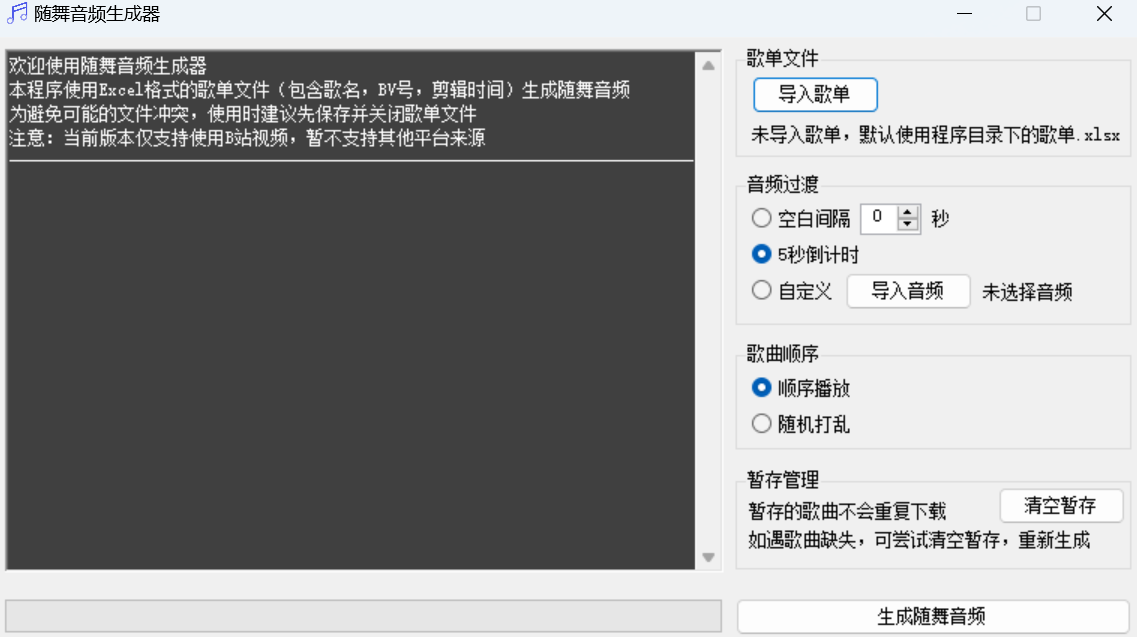 随舞音频生成器
欢迎使用随舞音频生成器
本程序使用Excel格式的歌单文件（包含歌名，BV号，剪辑时间）生成随舞音频
为避免可能的文件冲突，使用时建议先保存并关闭歌单文件
注意：当前版本仅支持使用B站视频，暂不支持其他平台来源
歌单文件
导入歌单
未导入歌单，默认使用程序目录下的歌单.xlsx
音频过渡
空白间隔 0 秒
5秒倒计时
自定义 导入音频 未选择音频
歌曲顺序
顺序播放
随机打乱
暂存管理
暂存的歌曲不会重复下载 清空暂存
如遇歌曲缺失，可尝试清空暂存，重新生成
生成随舞音频